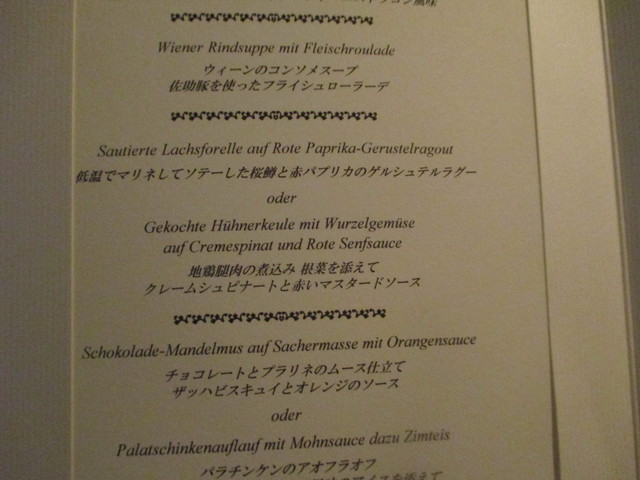 風味
Wiener Rindsuppe mit Fleischroulade
ウィーンのコンソメスープ
佐助豚を使ったフライシュローラーデ
Sautierte Lachsforelle auf Rote Paprika-Gerustelragout
低温でマリネしてソテーした桜鱒と赤パプリカのゲルシュテルラグー
oder
Gekochte Hühnerkeule mit Wurzelgemüse
auf Cremespinat und Rote Senfsauce
地鶏腿肉の煮込み 根菜を添えて
クレームシュピナートと赤いマスタードソース
Schokolade-Mandelmus auf Sachermasse mit Orangensauce
チョコレートとプラリネのムース仕立て
ザッハビスキュイとオレンジのソース
oder
Palatschinkenauflauf mit Mohnsauce dazu Zimteis
パラチンケンのアオフラオフ
アイスを添えて